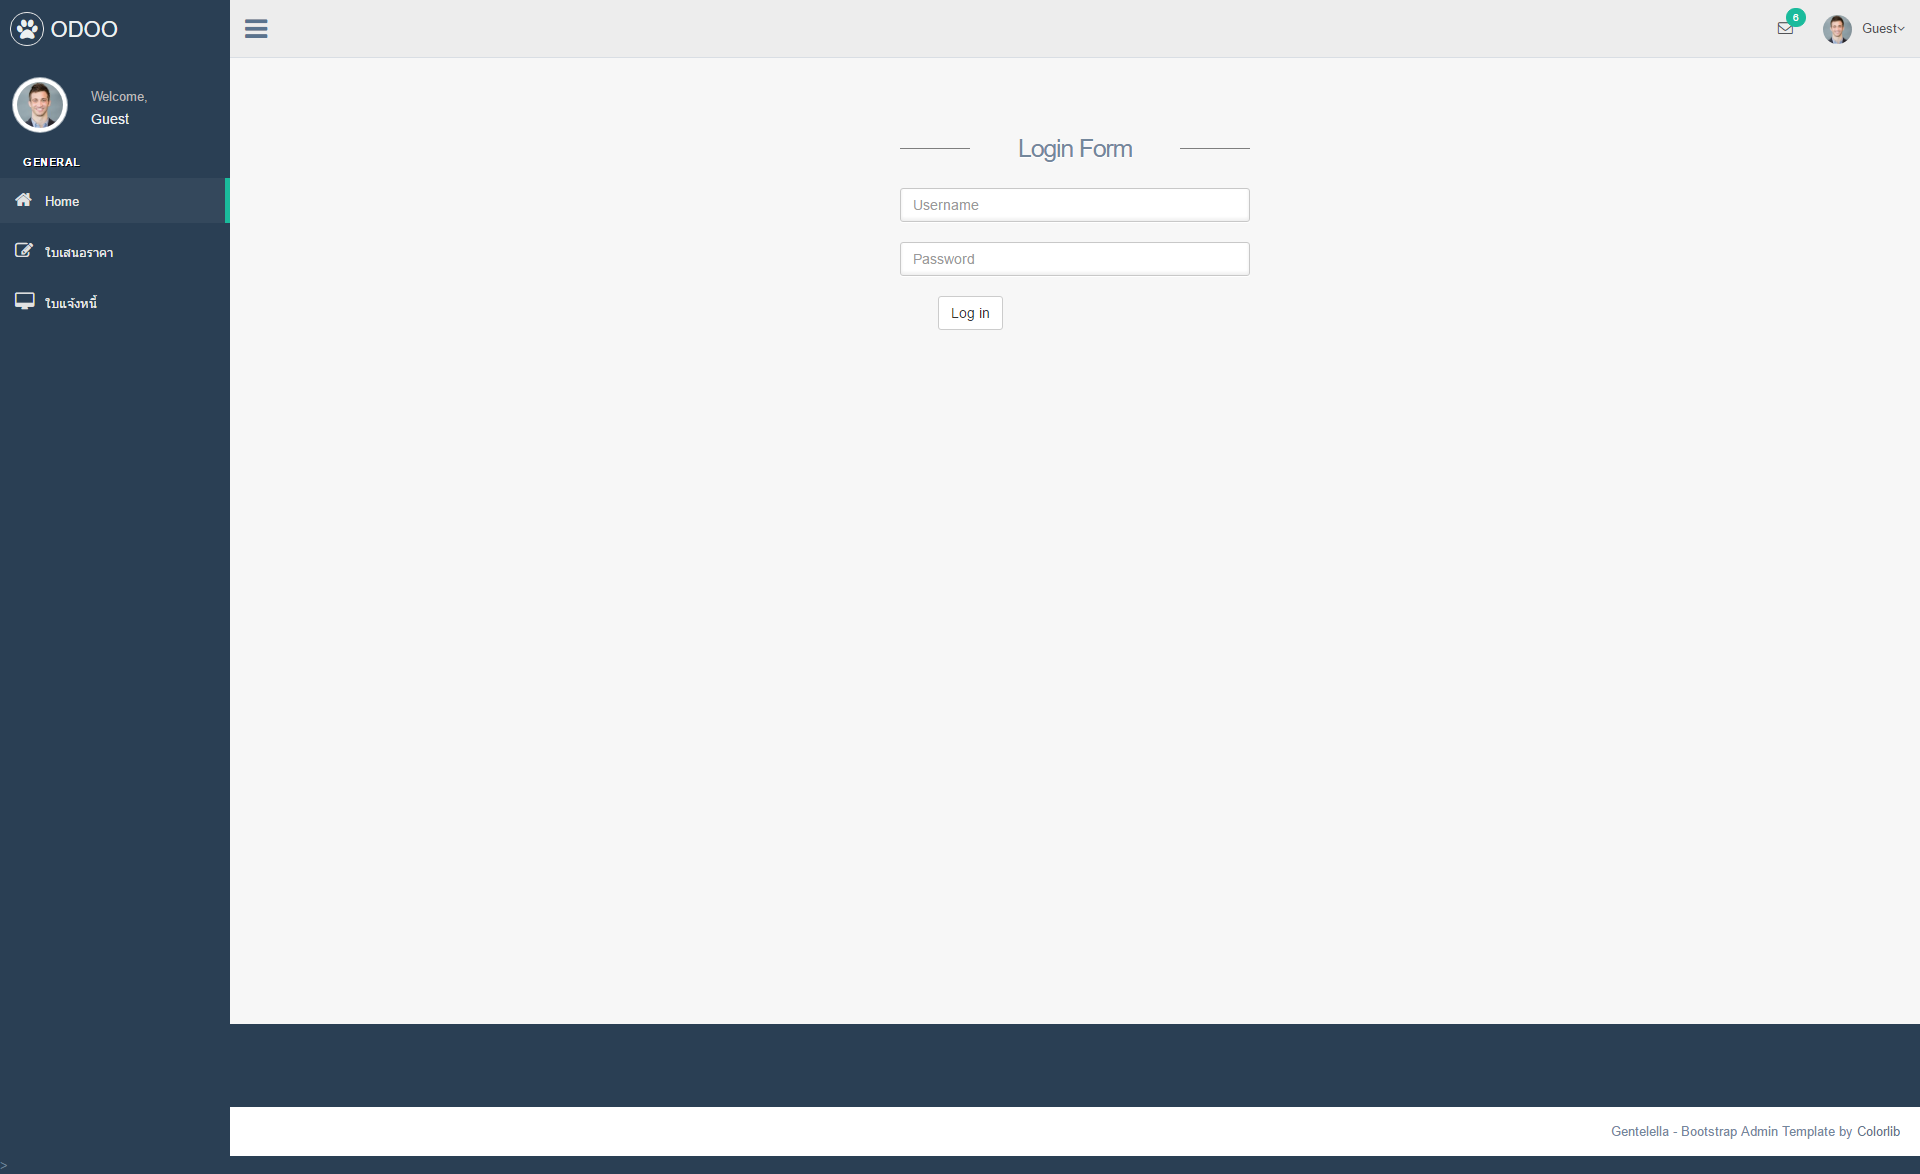 ODOO
6
Guest
Welcome,
Guest
GENERAL
Home
ใบเสนอราคา
ใบแจ้งหนี้
Login Form
Username
Password
Log in
Gentelella - Bootstrap Admin Template by Colorlib
>